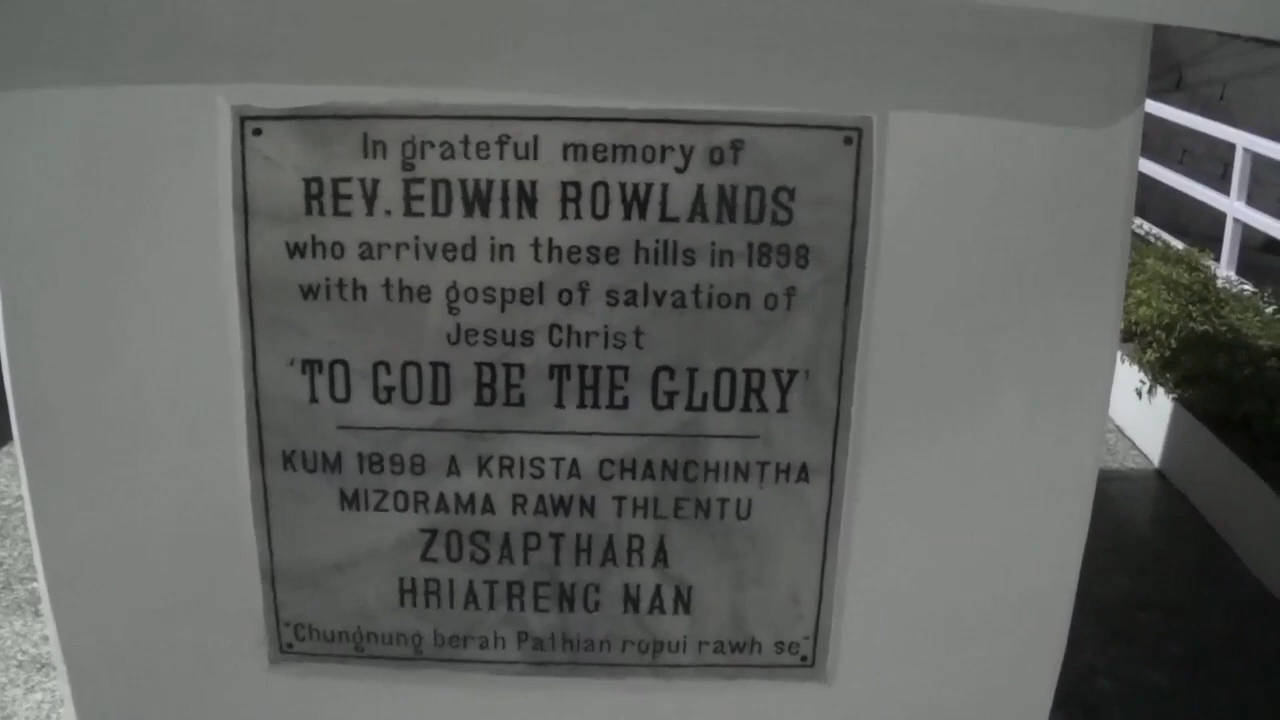 In grateful memory of
REV. EDWIN ROWLANDS
who arrived in these hills in 1898
with the gospel of salvation of
Jesus Christ
'TO GOD BE THE GLORY'
KUM 1898 A KRISTA CHANCHINṬHA
MIZORAMA RAWN THLENTU
ZOSAPTHARA
HRIATRENG NAN
"Chungnung berah Pathian ropui rawh se"